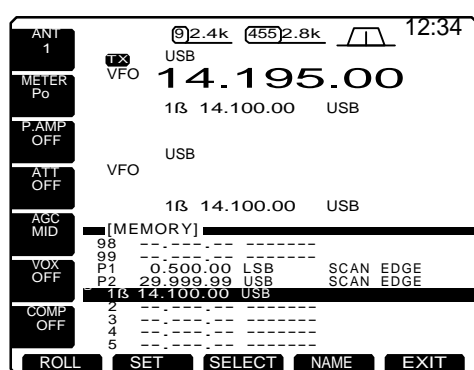 ANT 1
9 2.4k 455 2.8k
12:34
TX USB
VFO 14.195.00
METER Po
1ß 14.100.00 USB
P.AMP OFF
USB
ATT OFF
VFO
1ß 14.100.00 USB
AGC MID
[MEMORY]
98 --.---.-- -------
99 --.---.-- -------
VOX OFF
P1 0.500.00 LSB SCAN EDGE
P2 29.999.99 USB SCAN EDGE
1ß 14.100.00 USB
COMP OFF
2 --.---.-- -------
3 --.---.-- -------
4 --.---.-- -------
5 --.---.-- -------
ROLL SET SELECT NAME EXIT